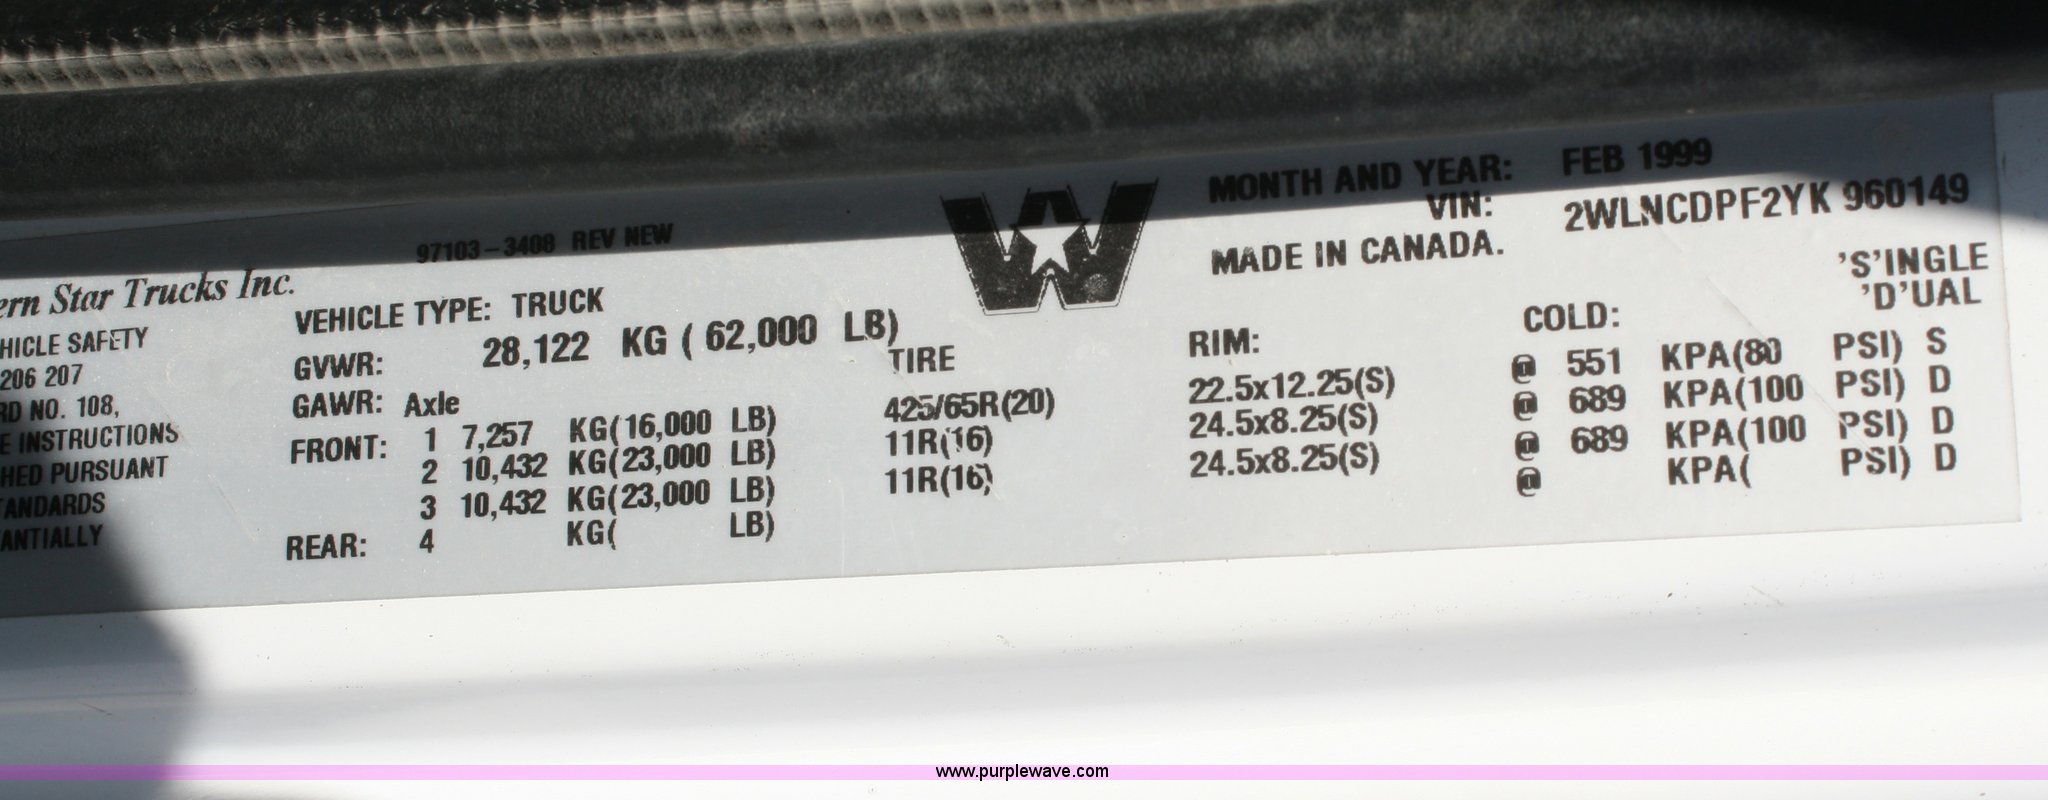 97103-3408 REV NEW
MONTH AND YEAR: FEB 1999
VIN: 2WLNCDPF2YK 960149
MADE IN CANADA.
ern Star Trucks Inc.
HICLE SAFETY
206 207
RD NO. 108,
E INSTRUCTIONS
HED PURSUANT
TANDARDS
ANTIALLY
VEHICLE TYPE: TRUCK
GVWR: 28,122 KG ( 62,000 LB)
'S'INGLE
'D'UAL
GAWR: Axle TIRE RIM: COLD:
FRONT: 1 7,257 KG(16,000 LB) 425/65R(20) 22.5x12.25(S) @ 551 KPA(80 PSI) S
2 10,432 KG(23,000 LB) 11R(16) 24.5x8.25(S) @ 689 KPA(100 PSI) D
3 10,432 KG(23,000 LB) 11R(16) 24.5x8.25(S) @ 689 KPA(100 PSI) D
REAR: 4 KG( LB) @ KPA( PSI) D
www.purplewave.com